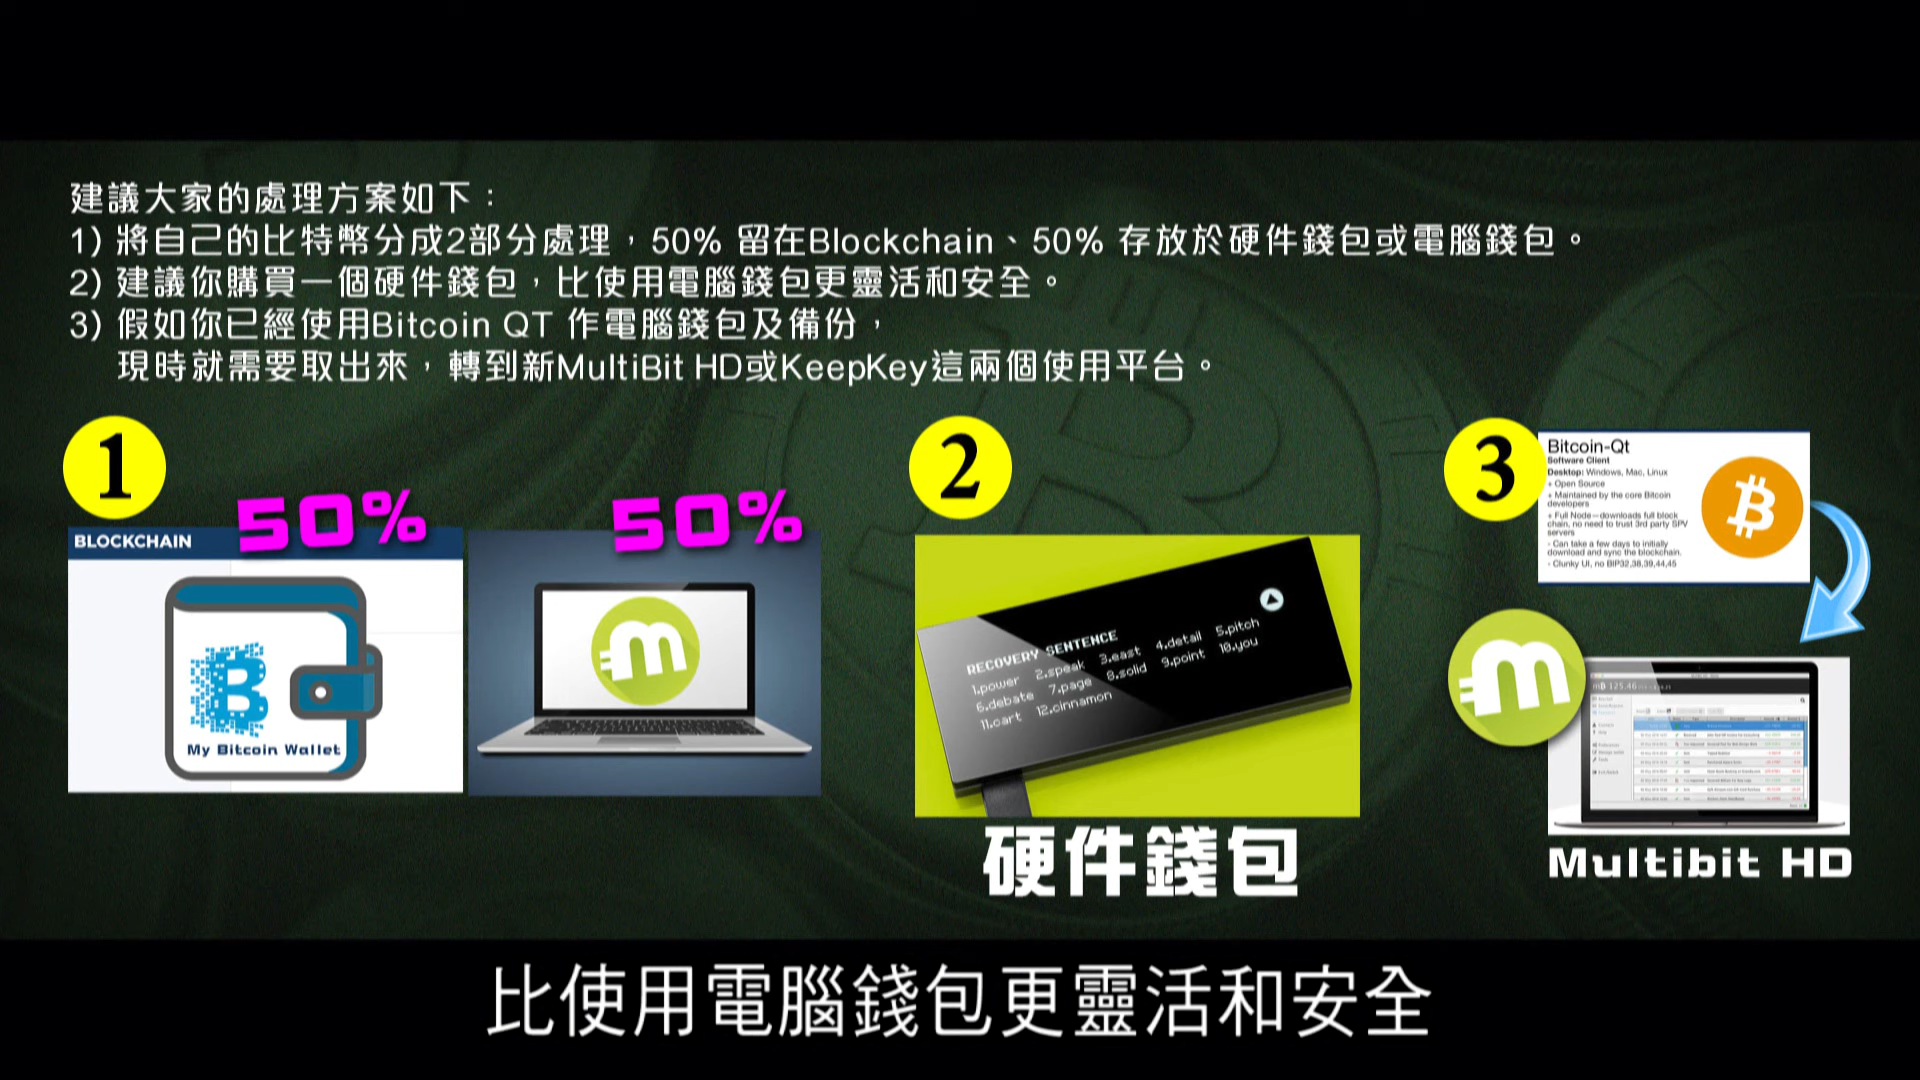 建議大家的處理方案如下：
1) 將自己的比特幣分成2部分處理，50% 留在Blockchain、50% 存放於硬件錢包或電腦錢包。
2) 建議你購買一個硬件錢包，比使用電腦錢包更靈活和安全。
3) 假如你已經使用Bitcoin QT 作電腦錢包及備份，
現時就需要取出來，轉到新MultiBit HD或KeepKey這兩個使用平台。
1
50%
50%
BLOCKCHAIN
My Bitcoin Wallet
2
RECOVERY SENTENCE
1.power 2.speak 3.east 4.detail 5.pitch
6.debate 7.page 8.solid 9.point 10.you
11.cart 12.cinnamon
硬件錢包
3
Bitcoin-Qt
Software Client
Desktop: Windows, Mac, Linux
+ Open Source
+ Maintained by the core Bitcoin
developers
+ Full Node—downloads full block
chain, no need to trust 3rd party SPV
servers
- Can take a few days to initially
download and sync the blockchain.
- Clunky UI, no BIP32,38,39,44,45
Multibit HD
比使用電腦錢包更靈活和安全